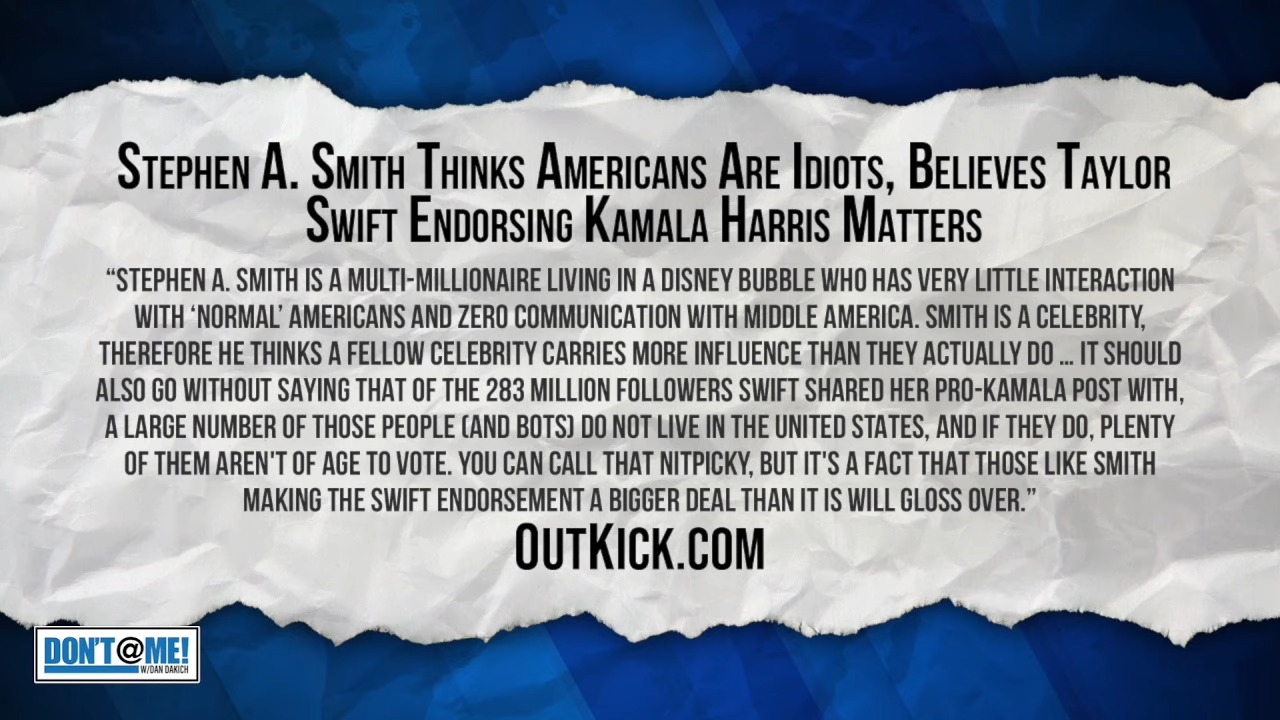 Stephen A. Smith Thinks Americans Are Idiots, Believes Taylor
Swift Endorsing Kamala Harris Matters
“STEPHEN A. SMITH IS A MULTI-MILLIONAIRE LIVING IN A DISNEY BUBBLE WHO HAS VERY LITTLE INTERACTION
WITH ‘NORMAL’ AMERICANS AND ZERO COMMUNICATION WITH MIDDLE AMERICA. SMITH IS A CELEBRITY,
THEREFORE HE THINKS A FELLOW CELEBRITY CARRIES MORE INFLUENCE THAN THEY ACTUALLY DO ... IT SHOULD
ALSO GO WITHOUT SAYING THAT OF THE 283 MILLION FOLLOWERS SWIFT SHARED HER PRO-KAMALA POST WITH,
A LARGE NUMBER OF THOSE PEOPLE (AND BOTS) DO NOT LIVE IN THE UNITED STATES, AND IF THEY DO, PLENTY
OF THEM AREN'T OF AGE TO VOTE. YOU CAN CALL THAT NITPICKY, BUT IT'S A FACT THAT THOSE LIKE SMITH
MAKING THE SWIFT ENDORSEMENT A BIGGER DEAL THAN IT IS WILL GLOSS OVER.”
OutKick.com
DON'T @ME!
W/DAN DAKICH